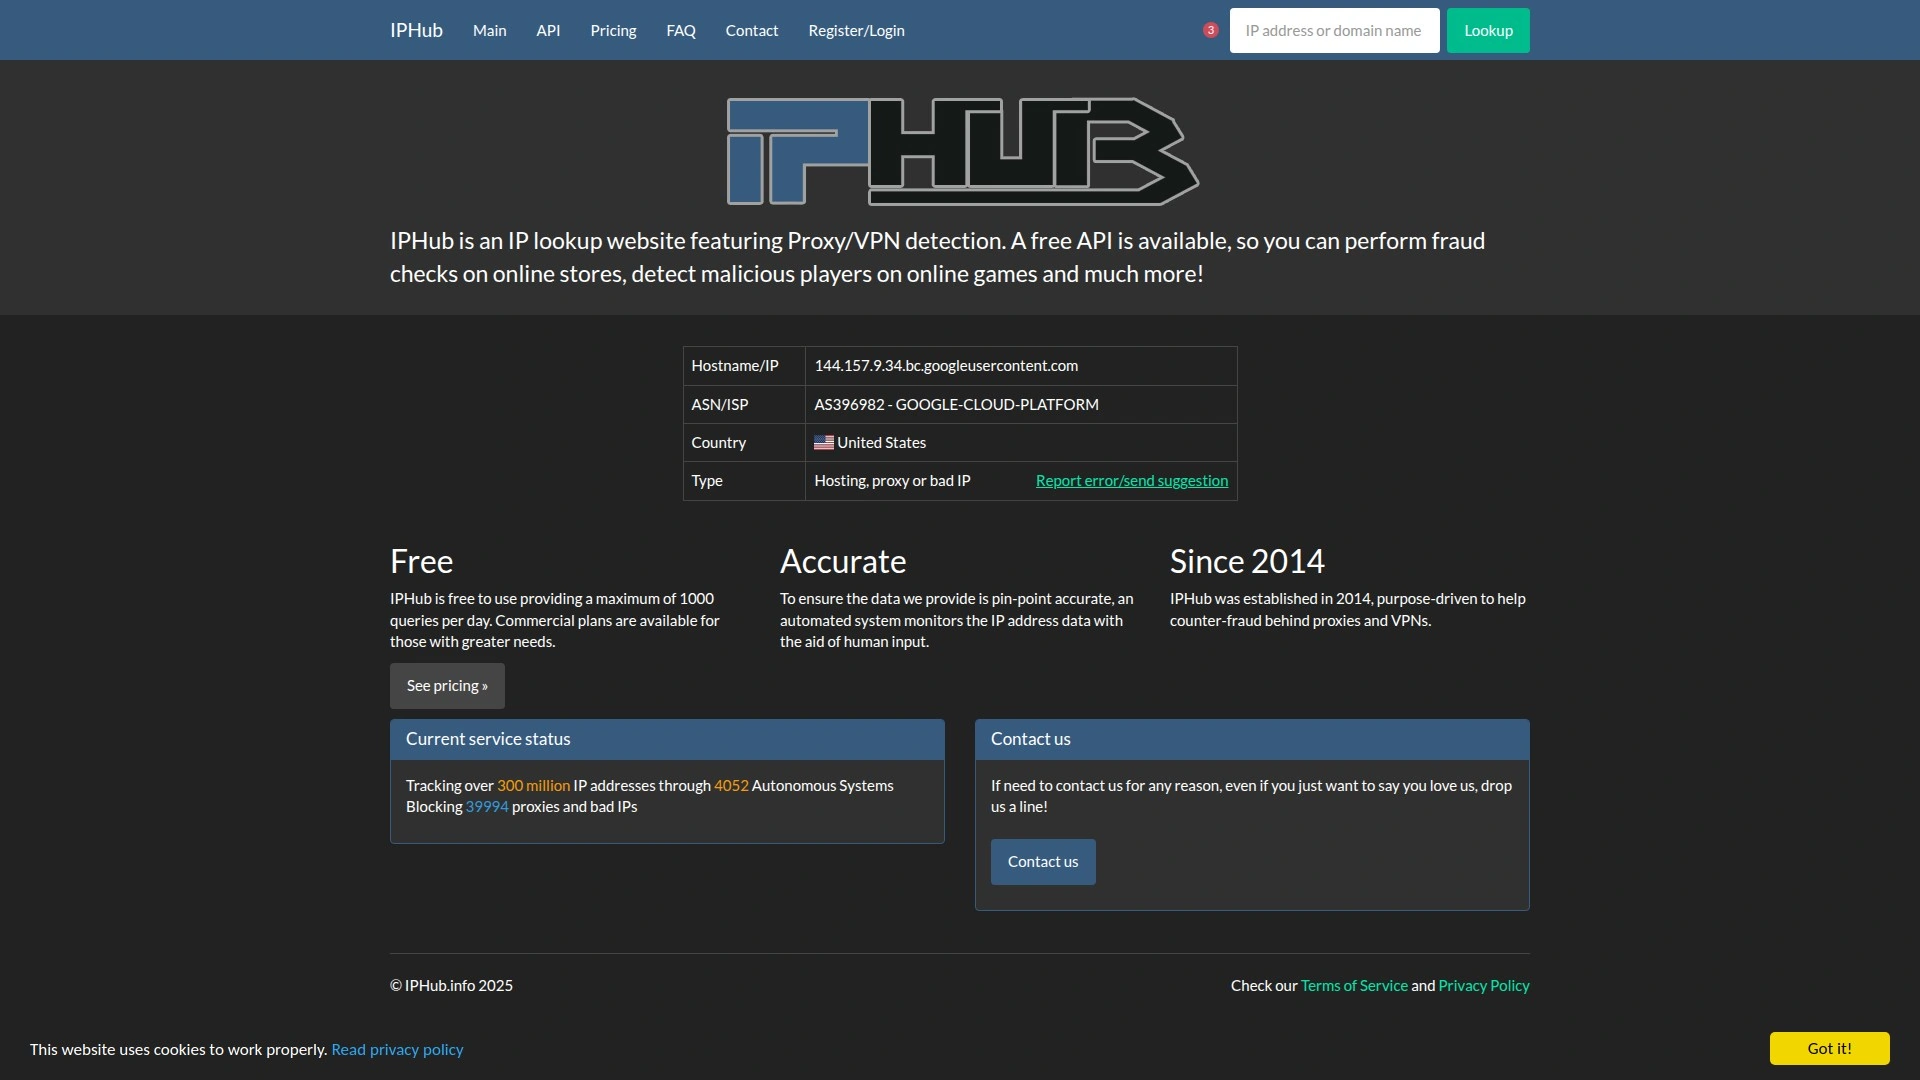 IPHub Main API Pricing FAQ Contact Register/Login 3 IP address or domain name Lookup
IPHUB
IPHub is an IP lookup website featuring Proxy/VPN detection. A free API is available, so you can perform fraud
checks on online stores, detect malicious players on online games and much more!
Hostname/IP 144.157.9.34.bc.googleusercontent.com
ASN/ISP AS396982 - GOOGLE-CLOUD-PLATFORM
Country United States
Type Hosting, proxy or bad IP Report error/send suggestion
Free
IPHub is free to use providing a maximum of 1000
queries per day. Commercial plans are available for
those with greater needs.
See pricing »
Accurate
To ensure the data we provide is pin-point accurate, an
automated system monitors the IP address data with
the aid of human input.
Since 2014
IPHub was established in 2014, purpose-driven to help
counter-fraud behind proxies and VPNs.
Current service status
Tracking over 300 million IP addresses through 4052 Autonomous Systems
Blocking 39994 proxies and bad IPs
Contact us
If need to contact us for any reason, even if you just want to say you love us, drop
us a line!
Contact us
© IPHub.info 2025
Check our Terms of Service and Privacy Policy
This website uses cookies to work properly. Read privacy policy
Got it!